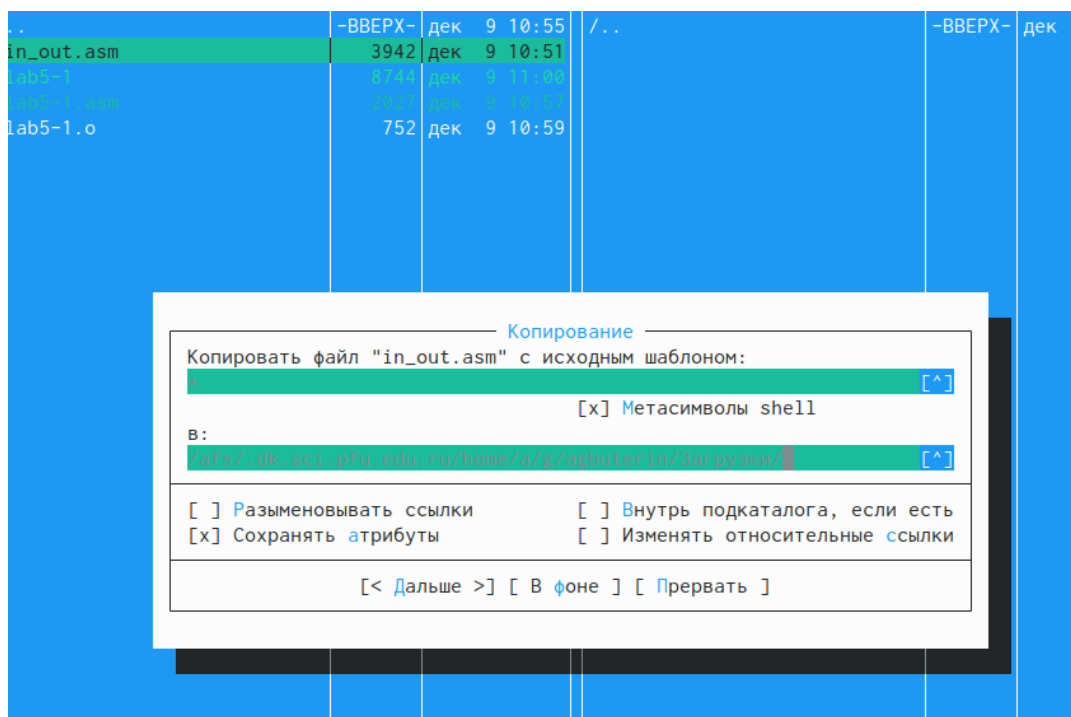 .. -ВВЕРХ- дек 9 10:55 /.. -ВВЕРХ- дек
in_out.asm 3942 дек 9 10:51
lab5-1 8744 дек 9 11:00
lab5-1.asm 2027 дек 9 10:57
lab5-1.o 752 дек 9 10:59
Копирование
Копировать файл "in_out.asm" с исходным шаблоном:
* [^]
[x] Метасимволы shell
в:
/afs/.dk.sci.pfu.edu.ru/home/a/g/agbuterin/Загрузки/ [^]
[ ] Разыменовывать ссылки [ ] Внутрь подкаталога, если есть
[x] Сохранять атрибуты [ ] Изменять относительные ссылки
[< Дальше >] [ В фоне ] [ Прервать ]